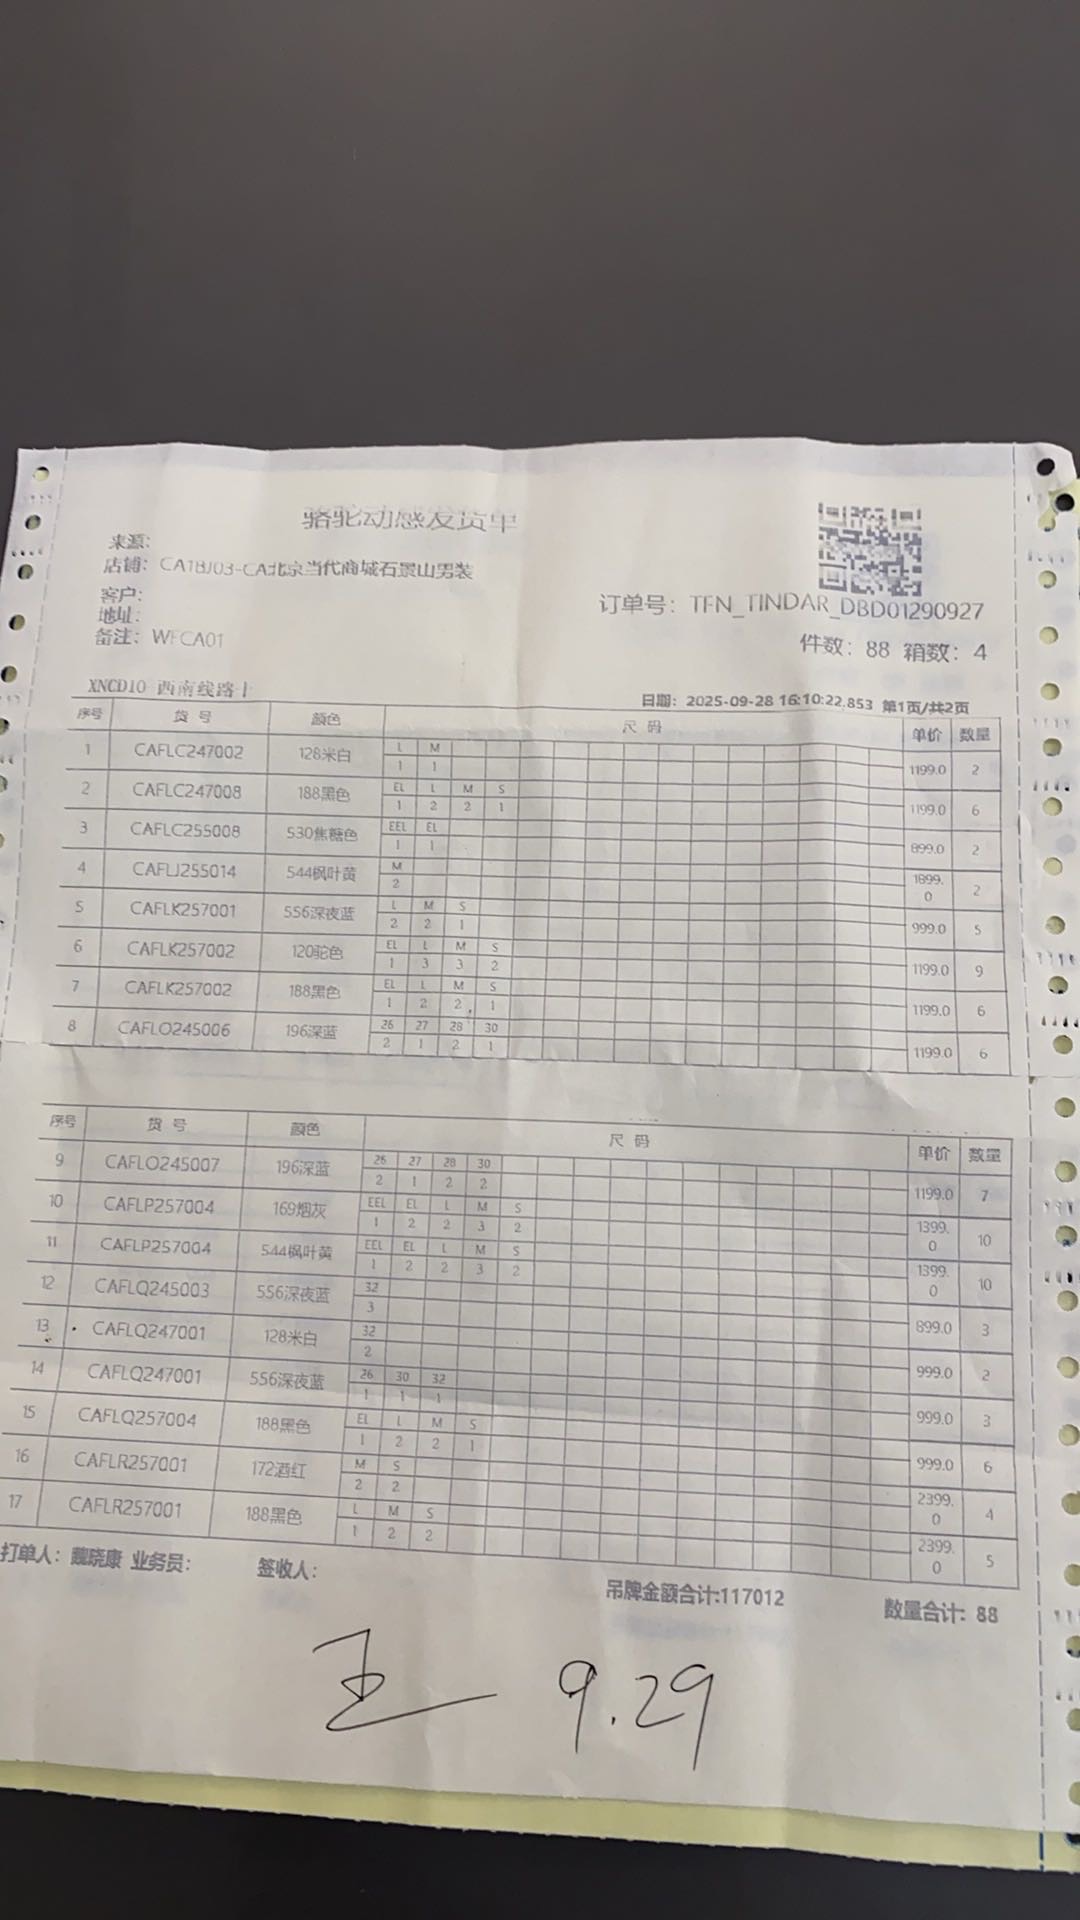 骆驼动感发货单
来源:
店铺: CA1BJ03-CA北京当代商城石景山男装
客户:
地址:
备注: WFCA01
订单号: TFN_TINDAR_DBD01290927
件数: 88 箱数: 4
XNCD10 西南线路
日期: 2025-09-28 16:10:22.853 第1页/共2页
序号 货号 颜色 尺码 单价 数量
1 CAFLC247002 128米白 L M 1199.0 2
1 1
2 CAFLC247008 188黑色 EL L M S 1199.0 6
1 2 2 1
3 CAFLC255008 530焦糖色 EEL EL 899.0 2
1 1
4 CAFLJ255014 544枫叶黄 M 1899.0 2
2
5 CAFLK257001 556深夜蓝 L M S 999.0 5
2 2 1
6 CAFLK257002 120驼色 EL L M S 1199.0 9
1 3 3 2
7 CAFLK257002 188黑色 EL L M S 1199.0 6
1 2 2 1
8 CAFLO245006 196深蓝 26 27 28 30 1199.0 6
2 1 2 1
序号 货号 颜色 尺码 单价 数量
9 CAFLO245007 196深蓝 26 27 28 30 1199.0 7
2 1 2 2
10 CAFLP257004 169烟灰 EEL EL L M S 1399.0 10
1 2 2 3 2
11 CAFLP257004 544枫叶黄 EEL EL L M S 1399.0 10
1 2 2 3 2
12 CAFLQ245003 556深夜蓝 32 899.0 3
3
13 CAFLQ247001 128米白 32 999.0 2
2
14 CAFLQ247001 556深夜蓝 26 30 32 999.0 3
1 1 1
15 CAFLQ257004 188黑色 EL L M S 999.0 6
1 2 2 1
16 CAFLR257001 172酒红 M S 2399.0 4
2 2
17 CAFLR257001 188黑色 L M S 2399.0 5
1 2 2
打单人: 魏晓康 业务员: 签收人: 吊牌金额合计:117012 数量合计: 88
王 9.29